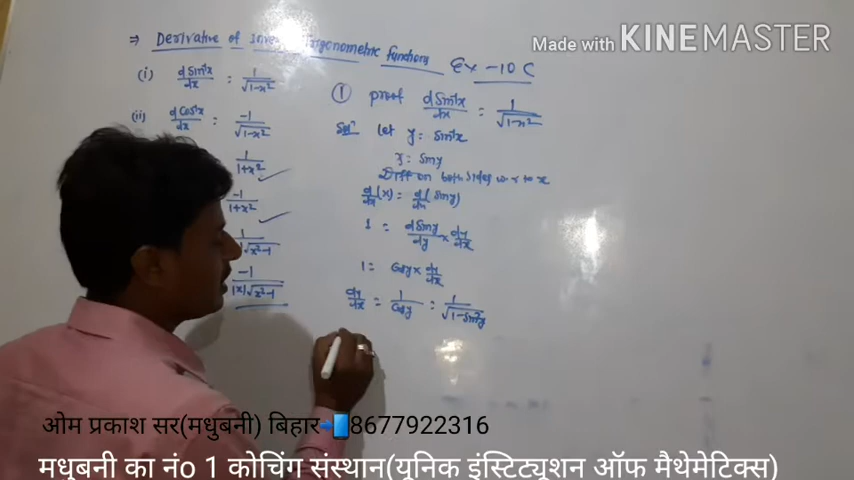 Made with KINEMASTER
⇒ Derivative of Trigonometric functions
Ex - 10 C
(i) d sin⁻¹x/dx = 1/√1-x²
(ii) d cos⁻¹x/dx = -1/√1-x²
1/1+x²
-1/1+x²
1/|x|√x²-1
-1/|x|√x²-1
① proof d sin⁻¹x/dx = 1/√1-x²
Solⁿ let y = sin⁻¹x
x = sin y
Diff on both sides w.r. to x
d/dx (x) = d/dx (sin y)
1 = d sin y/dy × dy/dx
1 = cos y × dy/dx
dy/dx = 1/cos y = 1/√1-sin²y
ओम प्रकाश सर(मधुबनी) बिहार📲8677922316
मधुबनी का नंo 1 कोचिंग संस्थान(यूनिक इंस्टिट्यूशन ऑफ मैथेमेटिक्स)